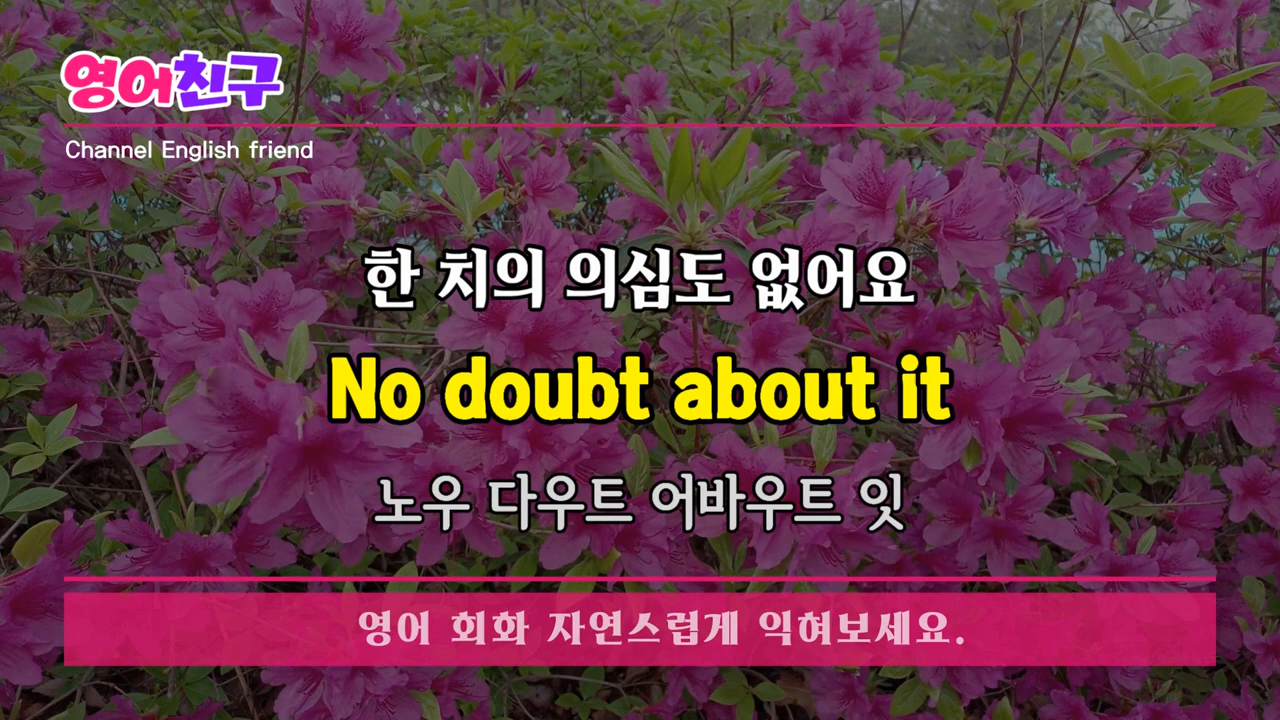 영어친구
Channel English friend
한 치의 의심도 없어요
No doubt about it
노우 다우트 어바우트 잇
영어 회화 자연스럽게 익혀보세요.